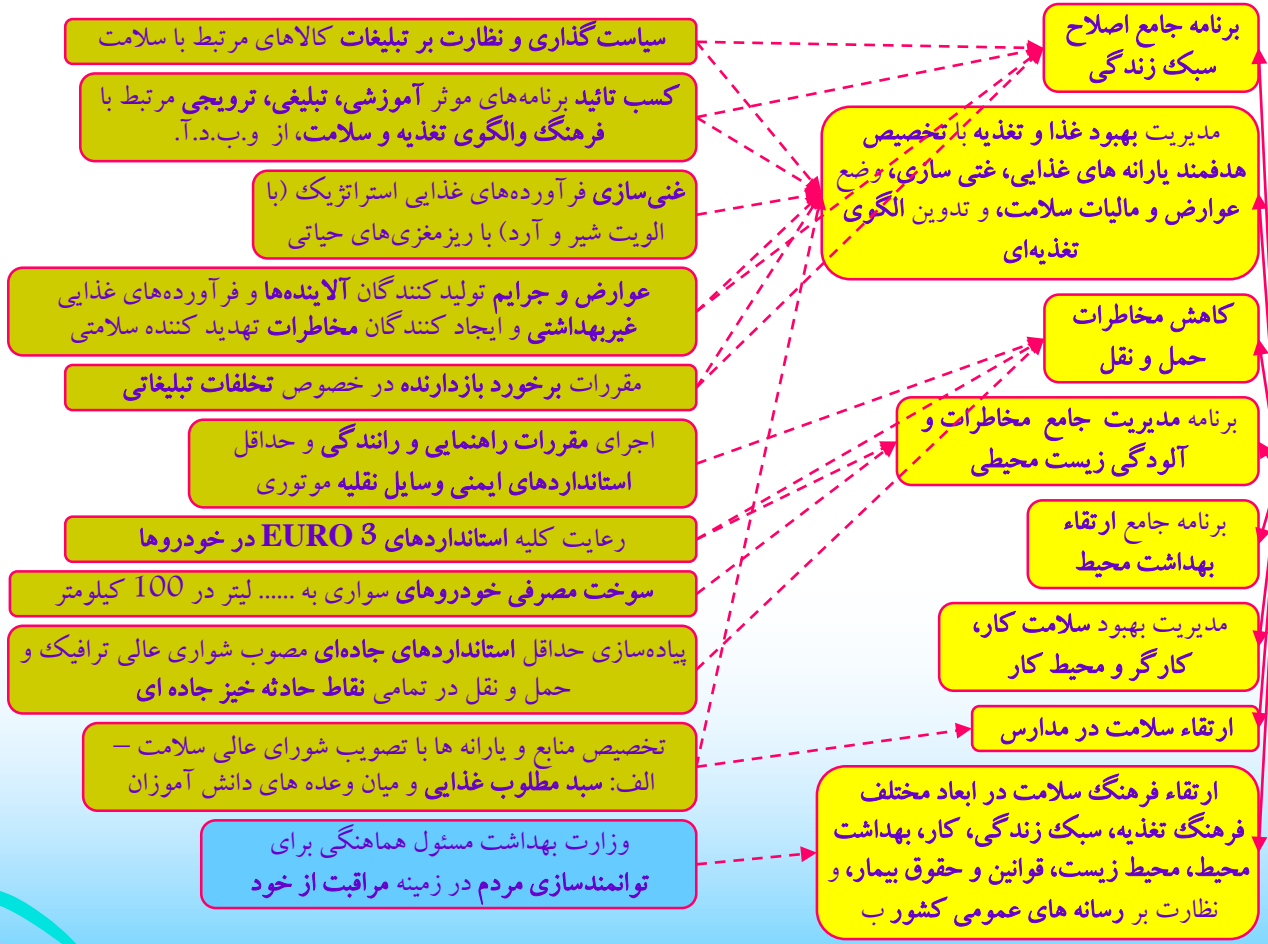 برنامه جامع اصلاح
سبک زندگی
مدیریت بهبود غذا و تغذیه با تخصیص
هدفمند یارانه های غذایی، غتی سازی، وضع
عوارض و مالیات سلامت، و تدوین الگوی
تغذیه‌ای
کاهش مخاطرات
حمل و نقل
برنامه مدیریت جامع مخاطرات و
آلودگی زیست محیطی
برنامه جامع ارتقاء
بهداشت محیط
مدیریت بهبود سلامت کار،
کارگر و محیط کار
ارتقاء سلامت در مدارس
ارتقاء فرهنگ سلامت در ابعاد مختلف
فرهنگ تغذیه، سبک زندگی، کار، بهداشت
محیط، محیط زیست، قوانین و حقوق بیمار، و
نظارت بر رسانه های عمومی کشور ب
سیاست گذاری و نظارت بر تبلیغات کالاهای مرتبط با سلامت
کسب تائید برنامه‌های موثر آموزشی، تبلیغی، ترویجی مرتبط با
فرهنگ والگوی تغذیه و سلامت، از و.ب.د.آ.
غنی‌سازی فرآورده‌های غذایی استراتژیک (با
الویت شیر و آرد) با ریزمغزی‌های حیاتی
عوارض و جرایم تولیدکنندگان آلاینده‌ها و فرآورده‌های غذایی
غیربهداشتی و ایجاد کنندگان مخاطرات تهدید کننده سلامتی
مقررات برخورد بازدارنده در خصوص تخلفات تبلیغاتی
اجرای مقررات راهنمایی و رانندگی و حداقل
استانداردهای ایمنی وسایل نقلیه موتوری
رعایت کلیه استانداردهای EURO 3 در خودروها
سوخت مصرفی خودروهای سواری به ...... لیتر در 100 کیلومتر
پیاده‌سازی حداقل استانداردهای جاده‌ای مصوب شواری عالی ترافیک و
حمل و نقل در تمامی نقاط حادثه خیز جاده ای
تخصیص منابع و یارانه ها با تصویب شورای عالی سلامت –
الف: سبد مطلوب غذایی و میان وعده های دانش آموزان
وزارت بهداشت مسئول هماهنگی برای
توانمندسازی مردم در زمینه مراقبت از خود